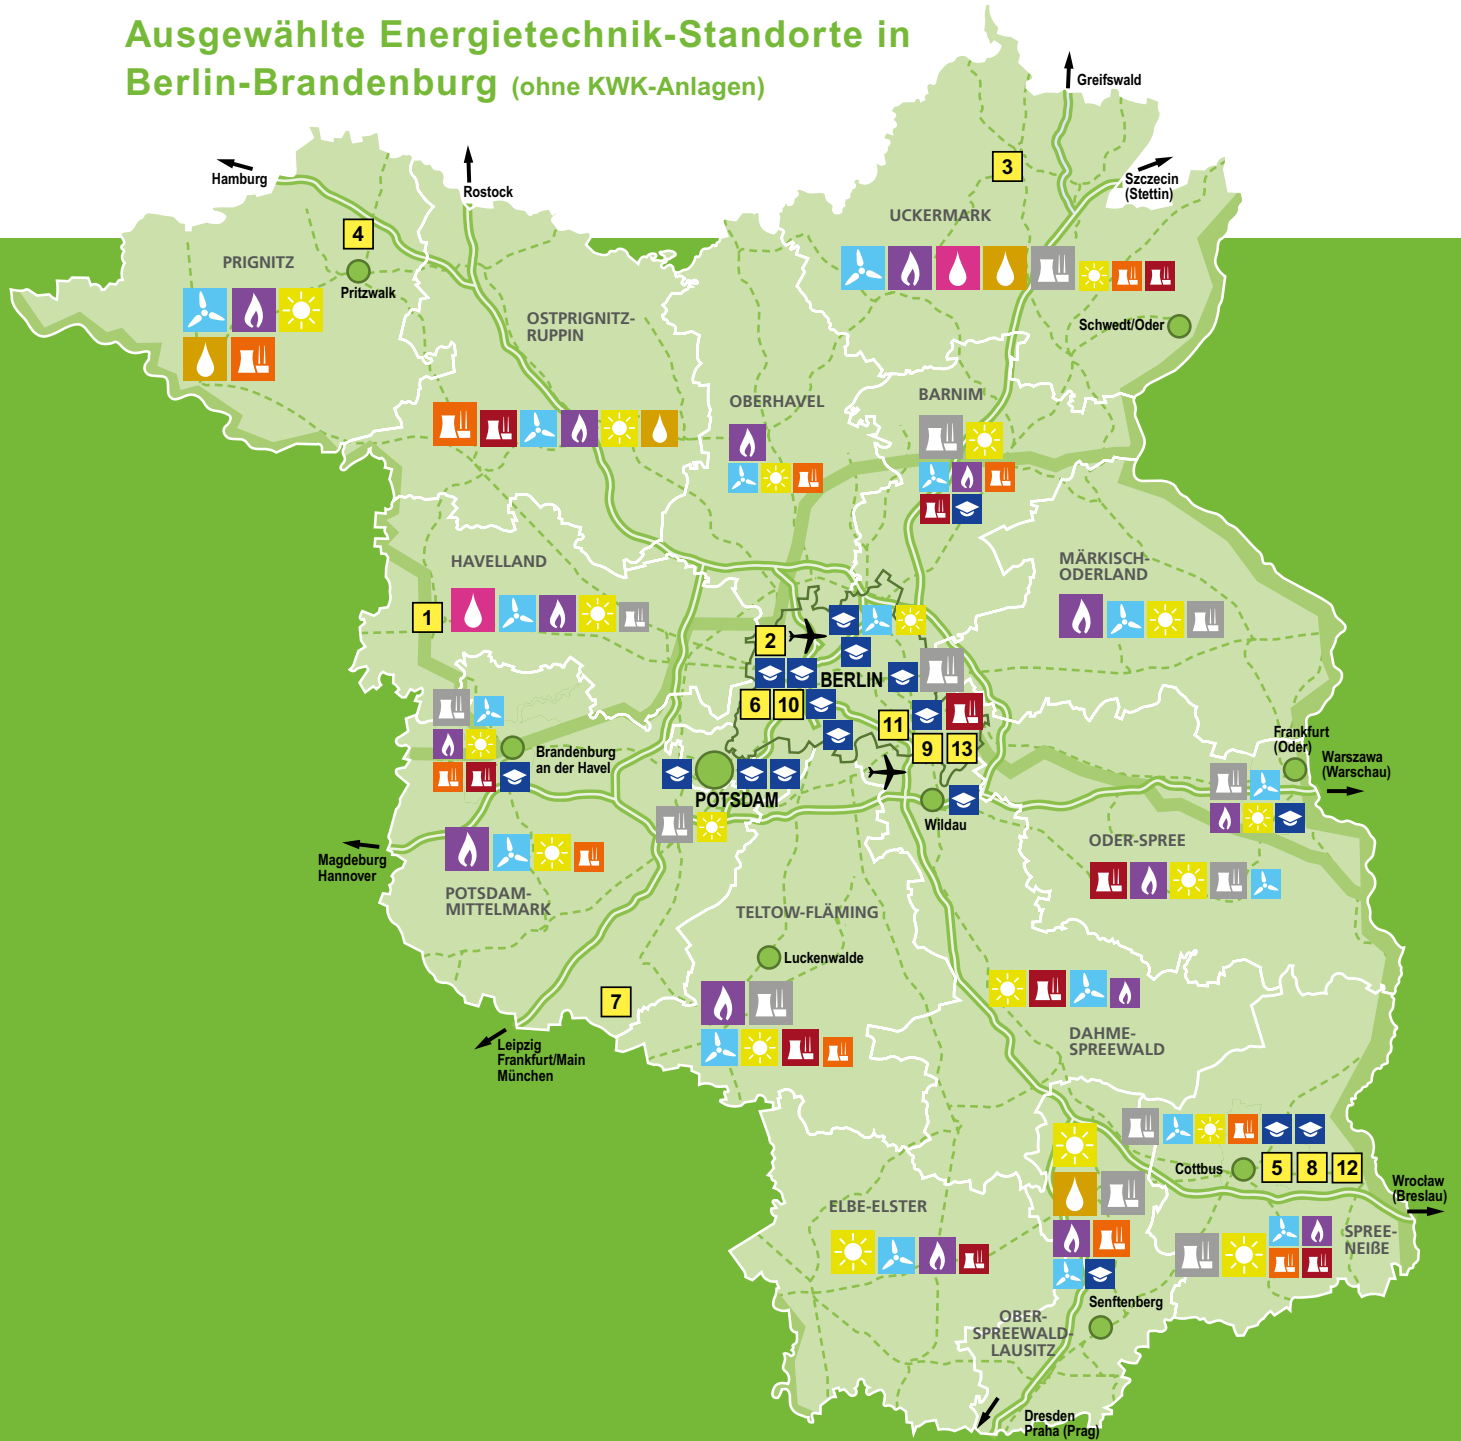 Ausgewählte Energietechnik-Standorte in
Berlin-Brandenburg (ohne KWK-Anlagen)
Greifswald
3
Hamburg
Rostock
Szczecin
(Stettin)
UCKERMARK
4
PRIGNITZ
Pritzwalk
OSTPRIGNITZ-
RUPPIN
Schwedt/Oder
OBERHAVEL
BARNIM
HAVELLAND
MÄRKISCH-
ODERLAND
1
2
BERLIN
6
10
11
9
13
Brandenburg
an der Havel
Frankfurt
(Oder)
Warszawa
(Warschau)
POTSDAM
Wildau
Magdeburg
Hannover
ODER-SPREE
POTSDAM-
MITTELMARK
TELTOW-FLÄMING
Luckenwalde
7
DAHME-
SPREEWALD
Leipzig
Frankfurt/Main
München
Cottbus
5
8
12
Wrocław
(Breslau)
ELBE-ELSTER
SPREE-
NEIßE
Senftenberg
OBER-
SPREEWALD-
LAUSITZ
Dresden
Praha (Prag)